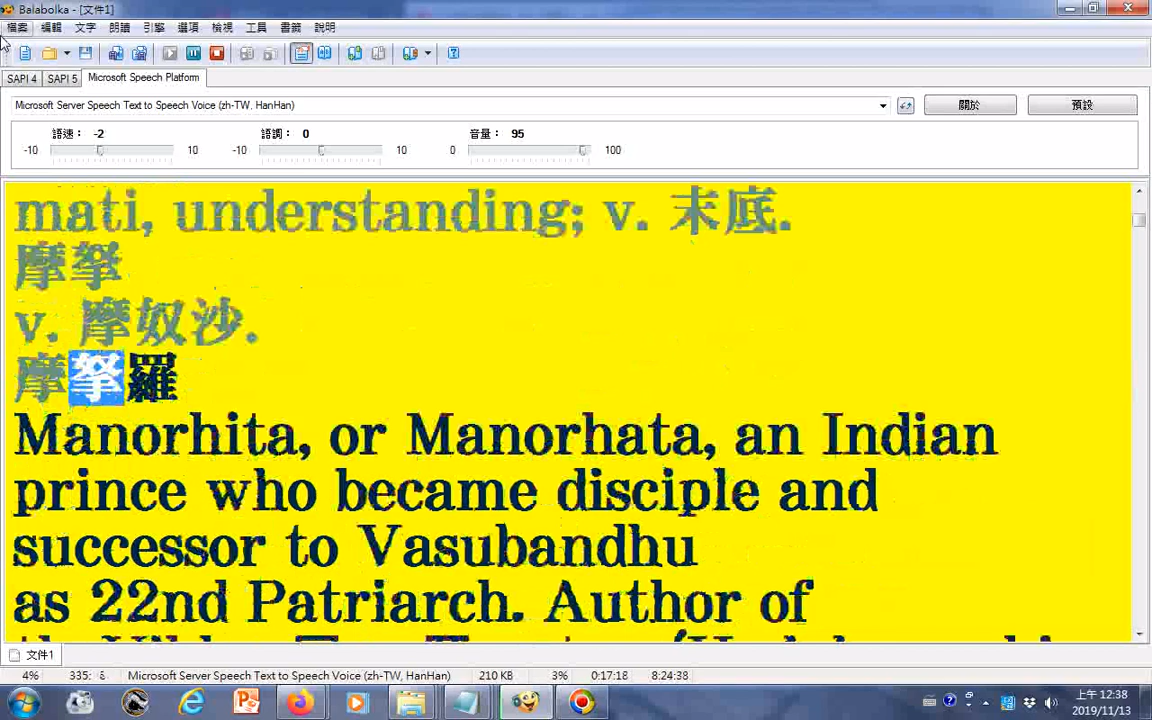 Balabolka - [文件1]
檔案 編輯 文字 朗讀 引擎 選項 檢視 工具 書籤 說明
SAPI 4 SAPI 5 Microsoft Speech Platform
Microsoft Server Speech Text to Speech Voice (zh-TW, HanHan) 關於 預設
語速： -2 語調： 0 音量： 95
-10 10 -10 10 0 100
mati, understanding; v. 末底.
摩拏
v. 摩奴沙.
摩拏羅
Manorhita, or Manorhata, an Indian
prince who became disciple and
successor to Vasubandhu
as 22nd Patriarch. Author of
文件1
4% 335: 8 Microsoft Speech Text to Speech Voice (zh-TW, HanHan) 210 KB 3% 0:17:18 8:24:38
上午 12:38
2019/11/13